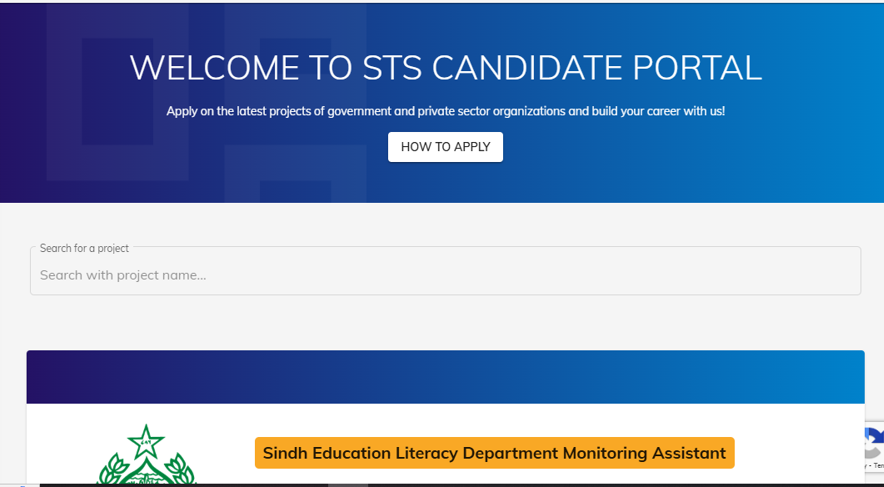 WELCOME TO STS CANDIDATE PORTAL
Apply on the latest projects of government and private sector organizations and build your career with us!
HOW TO APPLY
Search for a project
Search with project name...
Sindh Education Literacy Department Monitoring Assistant